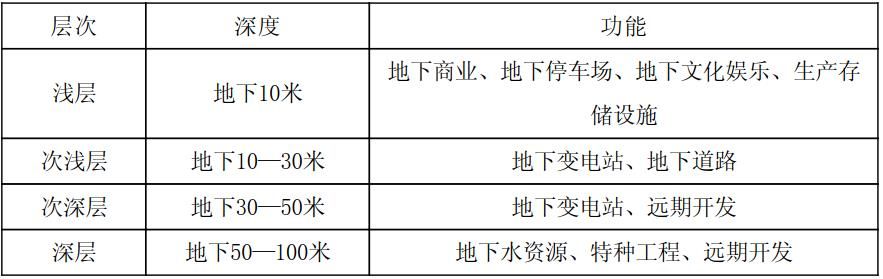 层次 深度 功能
浅层 地下10米 地下商业、地下停车场、地下文化娱乐、生产存
储设施
次浅层 地下10—30米 地下变电站、地下道路
次深层 地下30—50米 地下变电站、远期开发
深层 地下50—100米 地下水资源、特种工程、远期开发